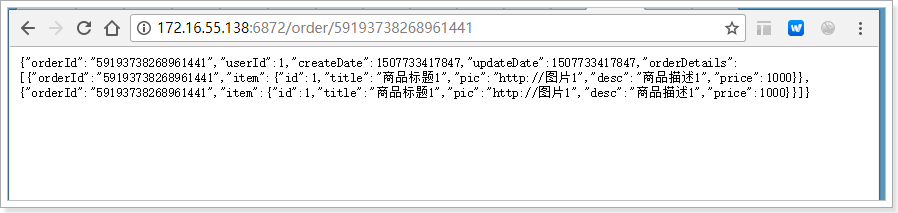 172.16.55.138:6872/order/59193738268961441
{"orderId":"59193738268961441","userId":1,"createDate":1507733417847,"updateDate":1507733417847,"orderDetails":
[{"orderId":"59193738268961441","item":{"id":1,"title":"商品标题1","pic":"http://图片1","desc":"商品描述1","price":1000}},
{"orderId":"59193738268961441","item":{"id":1,"title":"商品标题1","pic":"http://图片1","desc":"商品描述1","price":1000}}]}